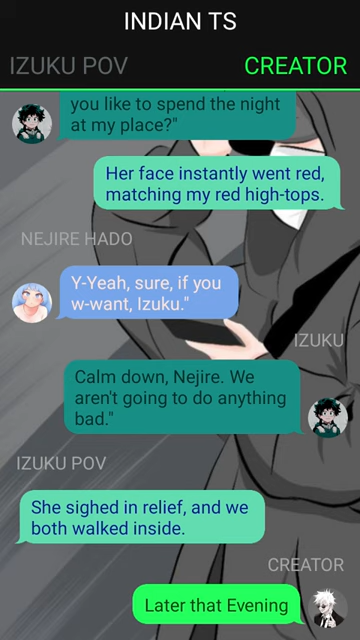 INDIAN TS
IZUKU POV
CREATOR
you like to spend the night
at my place?"
Her face instantly went red,
matching my red high-tops.
NEJIRE HADO
Y-Yeah, sure, if you
w-want, Izuku."
IZUKU
Calm down, Nejire. We
aren't going to do anything
bad."
IZUKU POV
She sighed in relief, and we
both walked inside.
CREATOR
Later that Evening